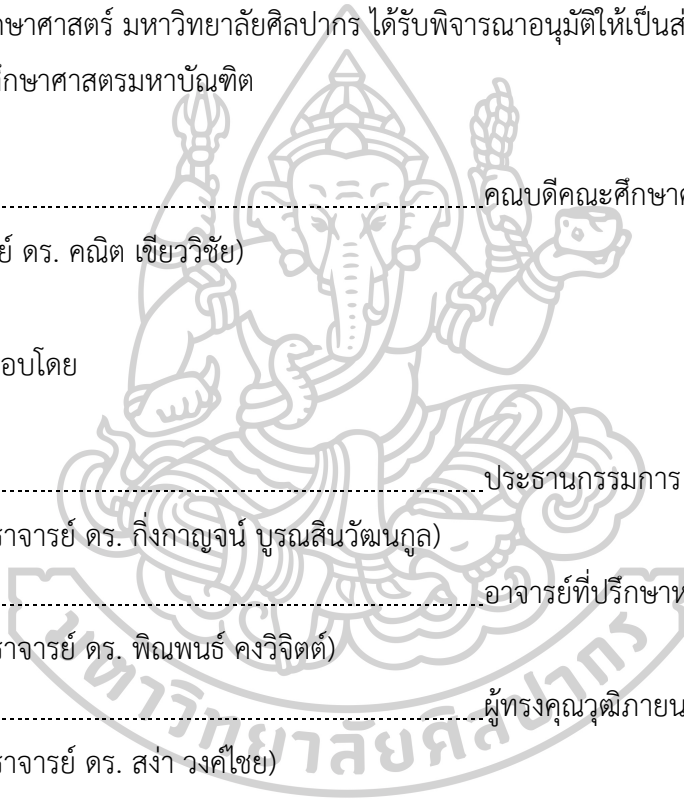 กษาศาสตร์ มหาวิทยาลัยศิลปากร ได้รับพิจารณาอนุมัติให้เป็นส่
ึกษาศาสตรมหาบัณฑิต
คณบดีคณะศึกษาศ
ย์ ดร. คณิต เขียววิชัย)
อบโดย
ประธานกรรมการ
ราจารย์ ดร. กิ่งกาญจน์ บูรณสินวัฒนกูล)
อาจารย์ที่ปรึกษาห
ราจารย์ ดร. พิณพนธ์ คงวิจิตต์)
ผู้ทรงคุณวุฒิภายน
ราจารย์ ดร. สง่า วงค์ไชย)
มหาวิทยาลัยศิลปากร